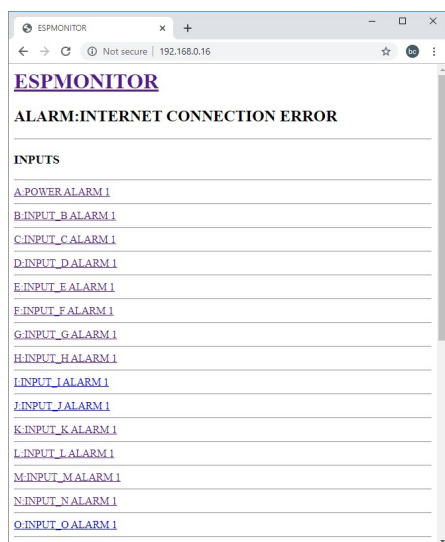 ESPMONITOR
Not secure | 192.168.0.16
bc
ESPMONITOR
ALARM:INTERNET CONNECTION ERROR
INPUTS
A:POWER ALARM 1
B:INPUT_B ALARM 1
C:INPUT_C ALARM 1
D:INPUT_D ALARM 1
E:INPUT_E ALARM 1
F:INPUT_F ALARM 1
G:INPUT_G ALARM 1
H:INPUT_H ALARM 1
I:INPUT_I ALARM 1
J:INPUT_J ALARM 1
K:INPUT_K ALARM 1
L:INPUT_L ALARM 1
M:INPUT_M ALARM 1
N:INPUT_N ALARM 1
O:INPUT_O ALARM 1